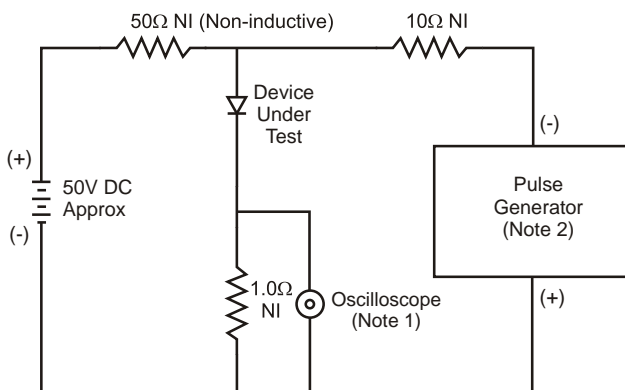 50Ω NI (Non-inductive)
10Ω NI
Device
Under
Test
(-)
(+)
50V DC
Approx
(-)
Pulse
Generator
(Note 2)
1.0Ω
NI
Oscilloscope
(Note 1)
(+)